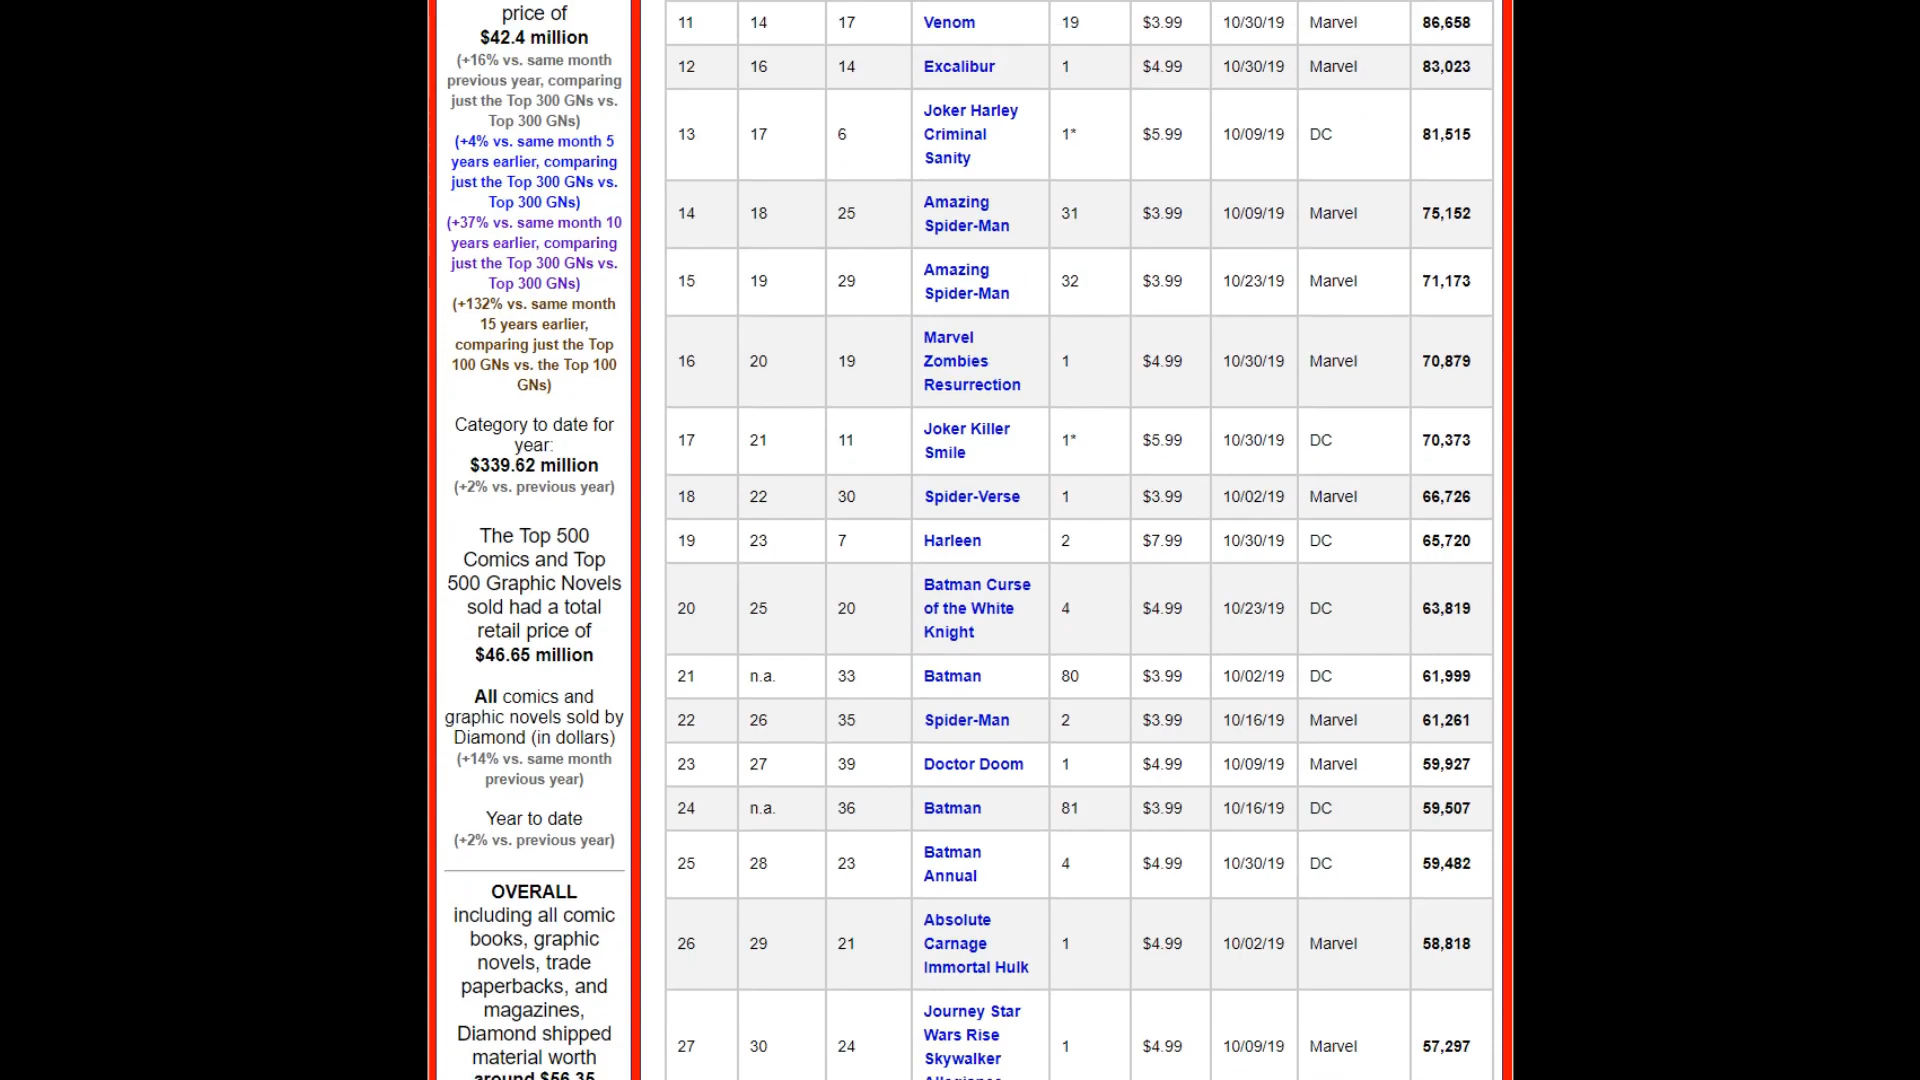 price of
$42.4 million
(+16% vs. same month
previous year, comparing
just the Top 300 GNs vs.
Top 300 GNs)
(+4% vs. same month 5
years earlier, comparing
just the Top 300 GNs vs.
Top 300 GNs)
(+37% vs. same month 10
years earlier, comparing
just the Top 300 GNs vs.
Top 300 GNs)
(+132% vs. same month
15 years earlier,
comparing just the Top
100 GNs vs. the Top 100
GNs)
Category to date for
year:
$339.62 million
(+2% vs. previous year)
The Top 500
Comics and Top
500 Graphic Novels
sold had a total
retail price of
$46.65 million
All comics and
graphic novels sold by
Diamond (in dollars)
(+14% vs. same month
previous year)
Year to date
(+2% vs. previous year)
OVERALL
including all comic
books, graphic
novels, trade
paperbacks, and
magazines,
Diamond shipped
material worth
around $56.35
11 14 17 Venom 19 $3.99 10/30/19 Marvel 86,658
12 16 14 Excalibur 1 $4.99 10/30/19 Marvel 83,023
13 17 6 Joker Harley Criminal Sanity 1* $5.99 10/09/19 DC 81,515
14 18 25 Amazing Spider-Man 31 $3.99 10/09/19 Marvel 75,152
15 19 29 Amazing Spider-Man 32 $3.99 10/23/19 Marvel 71,173
16 20 19 Marvel Zombies Resurrection 1 $4.99 10/30/19 Marvel 70,879
17 21 11 Joker Killer Smile 1* $5.99 10/30/19 DC 70,373
18 22 30 Spider-Verse 1 $3.99 10/02/19 Marvel 66,726
19 23 7 Harleen 2 $7.99 10/30/19 DC 65,720
20 25 20 Batman Curse of the White Knight 4 $4.99 10/23/19 DC 63,819
21 n.a. 33 Batman 80 $3.99 10/02/19 DC 61,999
22 26 35 Spider-Man 2 $3.99 10/16/19 Marvel 61,261
23 27 39 Doctor Doom 1 $4.99 10/09/19 Marvel 59,927
24 n.a. 36 Batman 81 $3.99 10/16/19 DC 59,507
25 28 23 Batman Annual 4 $4.99 10/30/19 DC 59,482
26 29 21 Absolute Carnage Immortal Hulk 1 $4.99 10/02/19 Marvel 58,818
27 30 24 Journey Star Wars Rise Skywalker Allegiance 1 $4.99 10/09/19 Marvel 57,297